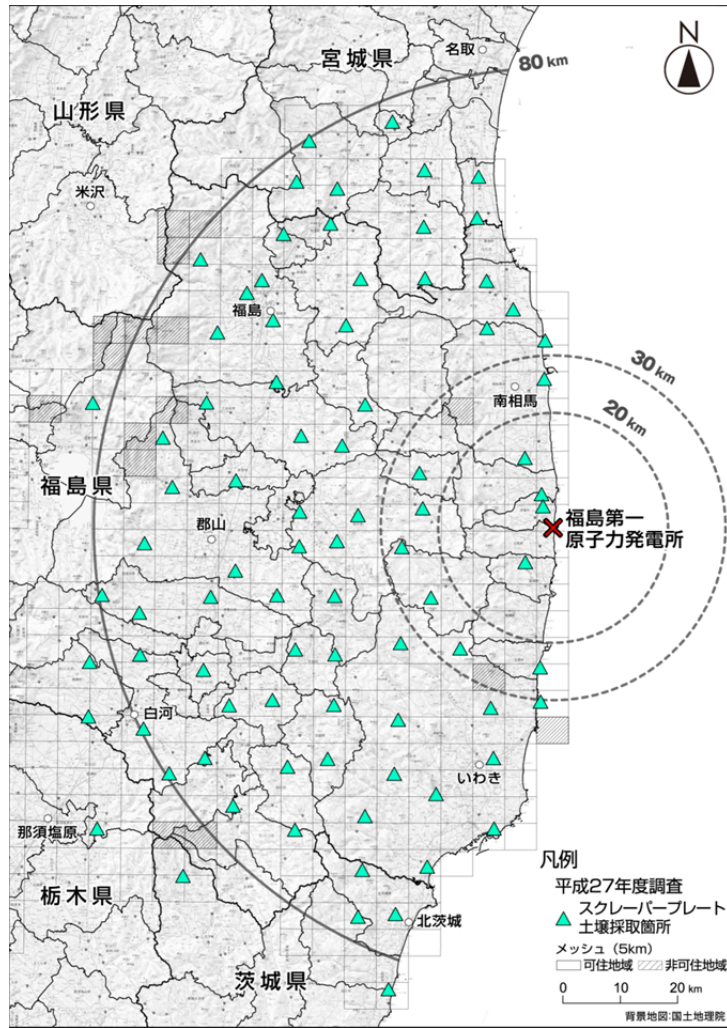 N
宮城県
名取
80 km
山形県
米沢
福島
30 km
南相馬
20 km
福島県
郡山
福島第一
原子力発電所
白河
いわき
那須塩原
凡例
平成27年度調査
スクレーパープレート
土壌採取箇所
メッシュ（5km）
可住地域 非可住地域
栃木県
北茨城
茨城県
0 10 20 km
背景地図:国土地理院